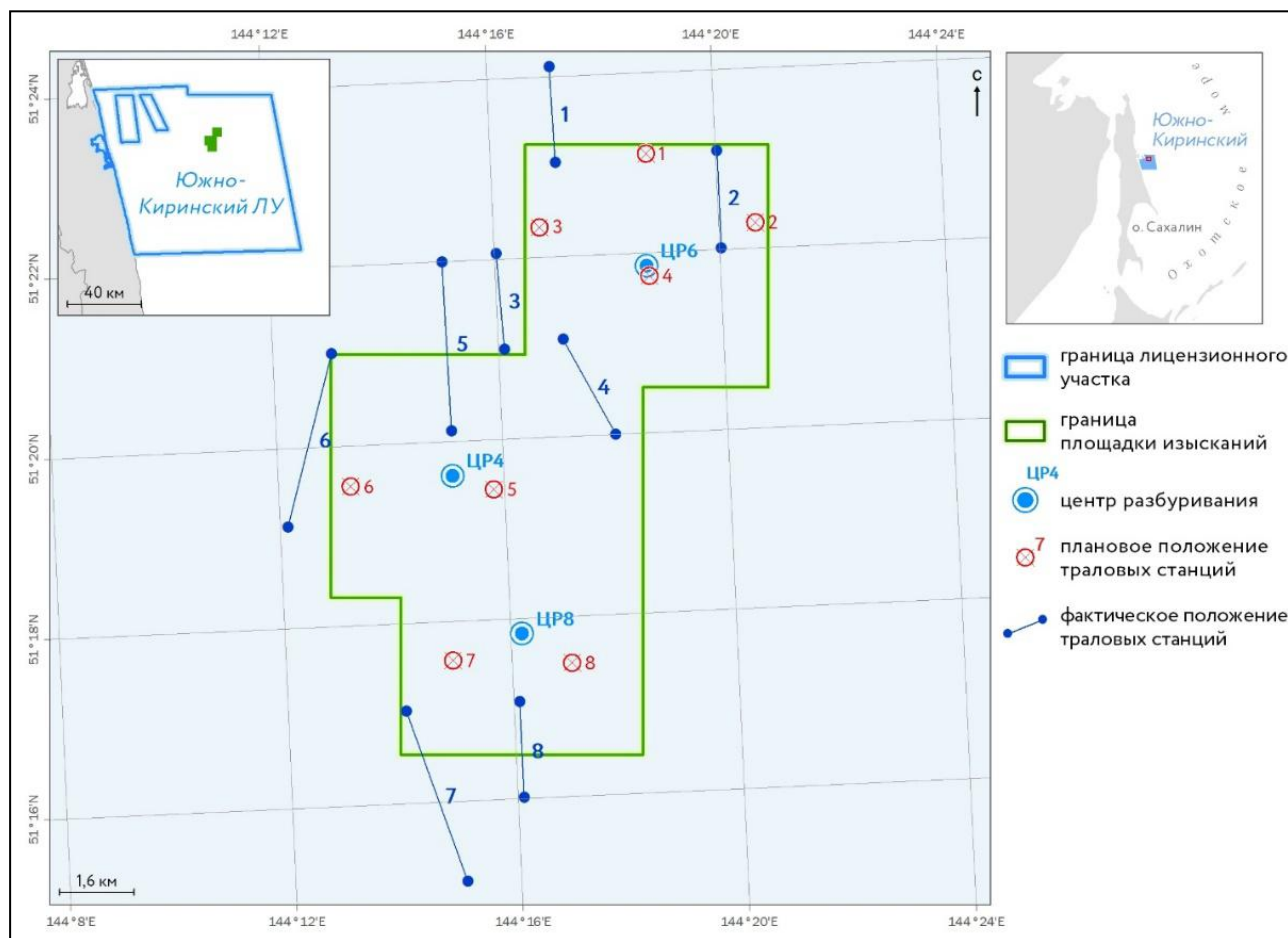 144°12'E
144°16'E
144°20'E
144°24'E
51°24'N
51°22'N
51°20'N
51°18'N
51°16'N
Южно-
Киринский ЛУ
40 км
С
1
1
2
2
3
3
ЦР6
4
5
4
6
ЦР4
6
5
ЦР8
7
8
8
7
1,6 км
144°8'E
144°12'E
144°16'E
144°20'E
144°24'E
Южно-
Киринский
о. Сахалин
Охотское
море
граница лицензионного
участка
граница
площадки изысканий
ЦР4
центр разбуривания
7
плановое положение
траловых станций
фактическое положение
траловых станций